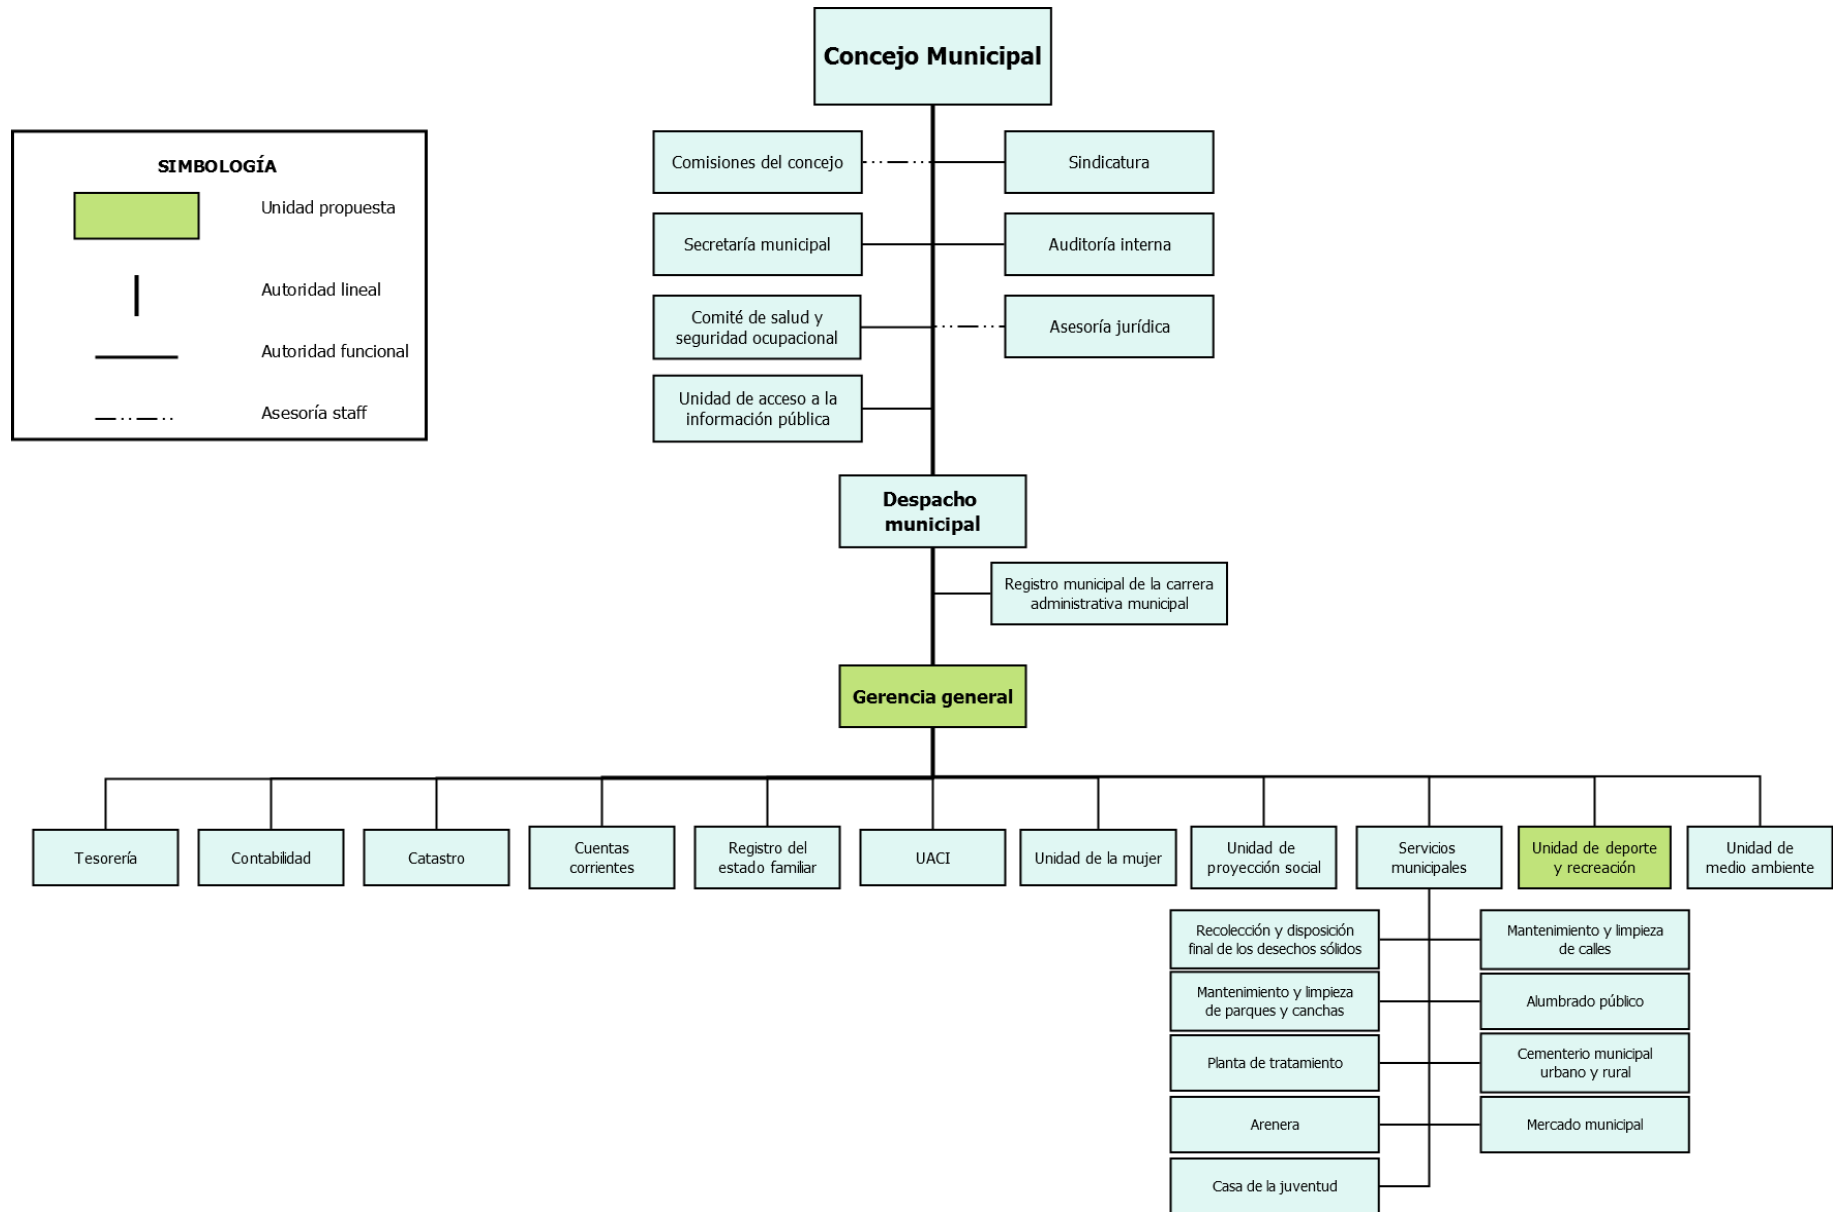 Concejo Municipal
SIMBOLOGÍA
Unidad propuesta
Autoridad lineal
Autoridad funcional
Asesoría staff
Comisiones del concejo
Sindicatura
Secretaría municipal
Auditoría interna
Comité de salud y
seguridad ocupacional
Asesoría jurídica
Unidad de acceso a la
información pública
Despacho
municipal
Registro municipal de la carrera
administrativa municipal
Gerencia general
Tesorería
Contabilidad
Catastro
Cuentas
corrientes
Registro del
estado familiar
UACI
Unidad de la mujer
Unidad de
proyección social
Servicios
municipales
Unidad de deporte
y recreación
Unidad de
medio ambiente
Recolección y disposición
final de los desechos sólidos
Mantenimiento y limpieza
de calles
Mantenimiento y limpieza
de parques y canchas
Alumbrado público
Planta de tratamiento
Cementerio municipal
urbano y rural
Arenera
Mercado municipal
Casa de la juventud